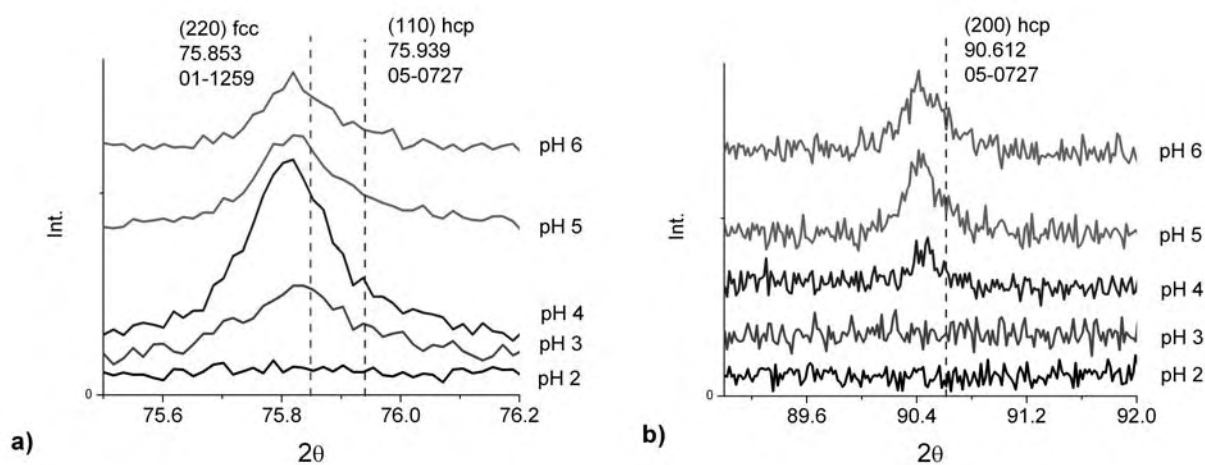 (220) fcc
75.853
01-1259
(110) hcp
75.939
05-0727
pH 6
pH 5
pH 4
pH 3
pH 2
Int.
0
75.6
75.8
76.0
76.2
2θ
a)
(200) hcp
90.612
05-0727
pH 6
pH 5
pH 4
pH 3
pH 2
Int.
0
89.6
90.4
91.2
92.0
2θ
b)